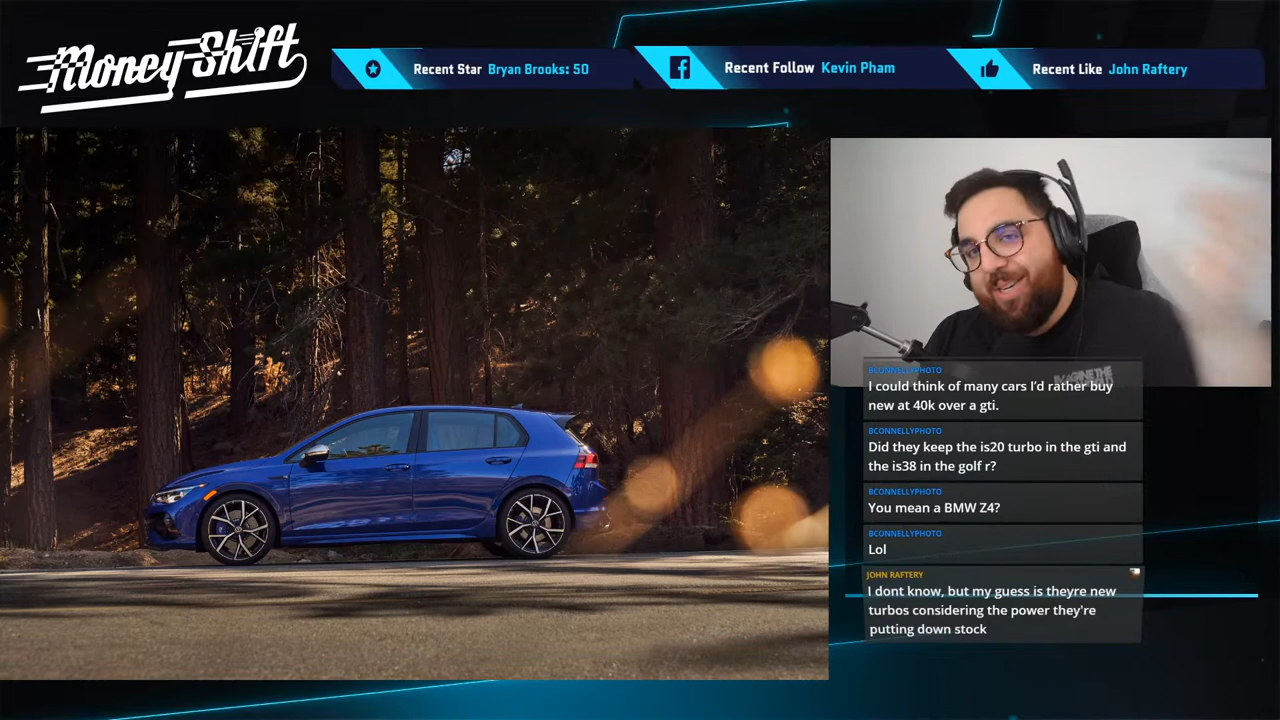 Money Shift
Recent Star Bryan Brooks: 50
Recent Follow Kevin Pham
Recent Like John Raftery
IMAGINE THE
BCONNELLYPHOTO
I could think of many cars I'd rather buy
new at 40k over a gti.
BCONNELLYPHOTO
Did they keep the is20 turbo in the gti and
the is38 in the golf r?
BCONNELLYPHOTO
You mean a BMW Z4?
BCONNELLYPHOTO
Lol
JOHN RAFTERY
I dont know, but my guess is theyre new
turbos considering the power they're
putting down stock